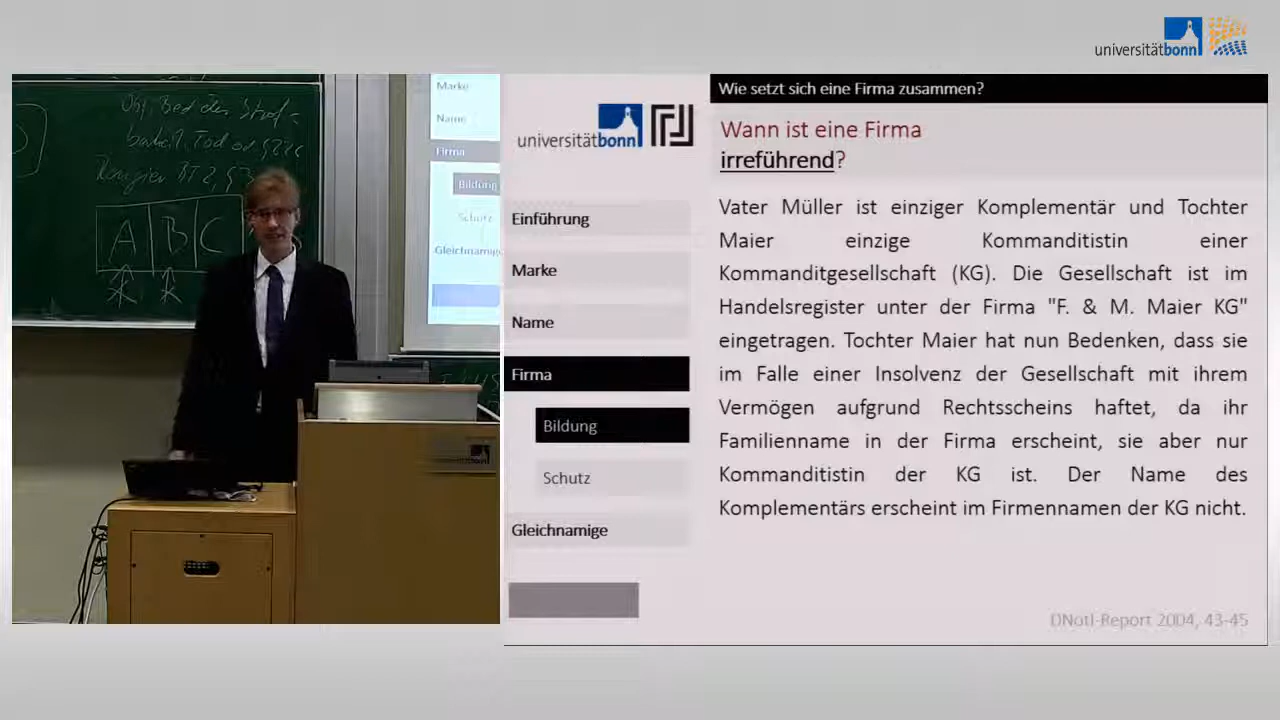 universitätbonn
Marke
Name
Firma
Bildung
Schutz
Gleichnamige
A B C
universitätbonn
Einführung
Marke
Name
Firma
Bildung
Schutz
Gleichnamige
Wie setzt sich eine Firma zusammen?
Wann ist eine Firma
irreführend?
Vater Müller ist einziger Komplementär und Tochter
Maier einzige Kommanditistin einer
Kommanditgesellschaft (KG). Die Gesellschaft ist im
Handelsregister unter der Firma "F. & M. Maier KG"
eingetragen. Tochter Maier hat nun Bedenken, dass sie
im Falle einer Insolvenz der Gesellschaft mit ihrem
Vermögen aufgrund Rechtsscheins haftet, da ihr
Familienname in der Firma erscheint, sie aber nur
Kommanditistin der KG ist. Der Name des
Komplementärs erscheint im Firmennamen der KG nicht.
DNotI-Report 2004, 43-45